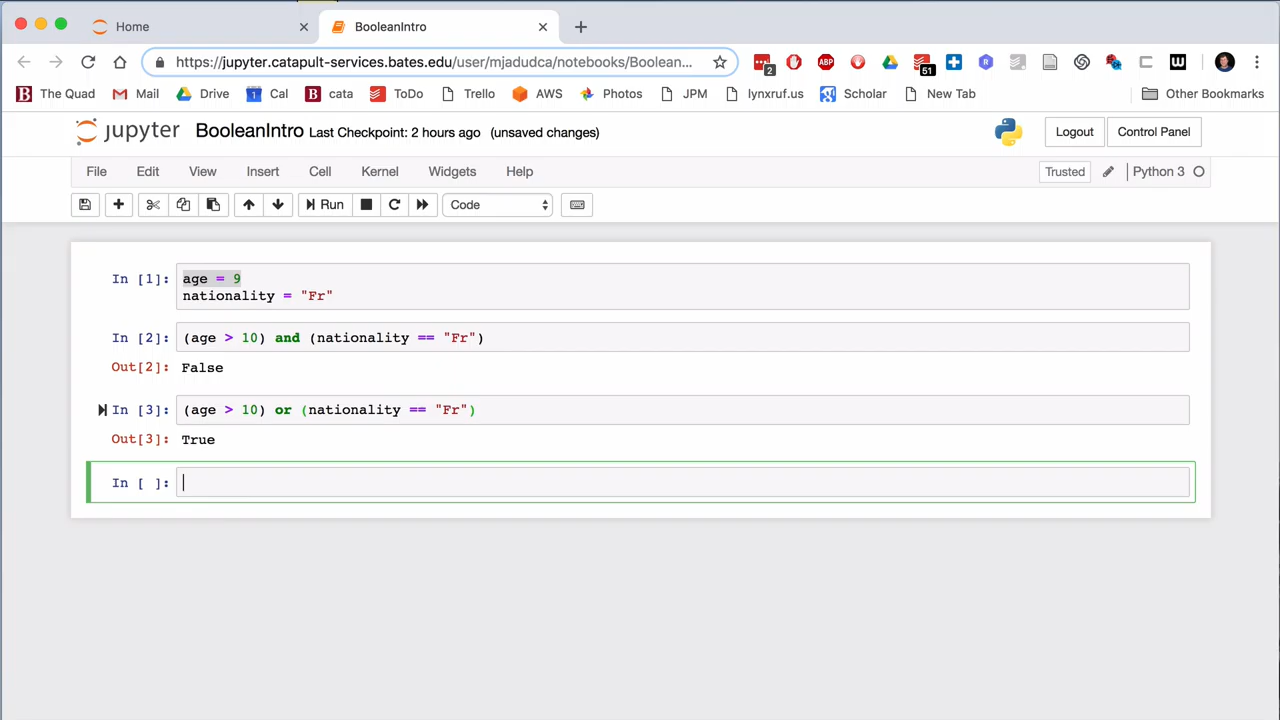 Home
BooleanIntro
https://jupyter.catapult-services.bates.edu/user/mjadudca/notebooks/Boolean...
2
ABP
51
The Quad Mail Drive Cal cata ToDo Trello AWS Photos JPM lynxruf.us Scholar New Tab Other Bookmarks
jupyter BooleanIntro Last Checkpoint: 2 hours ago (unsaved changes) Logout Control Panel
File Edit View Insert Cell Kernel Widgets Help Trusted Python 3
Run Code
In [1]: age = 9
nationality = "Fr"
In [2]: (age > 10) and (nationality == "Fr")
Out[2]: False
In [3]: (age > 10) or (nationality == "Fr")
Out[3]: True
In [ ]: